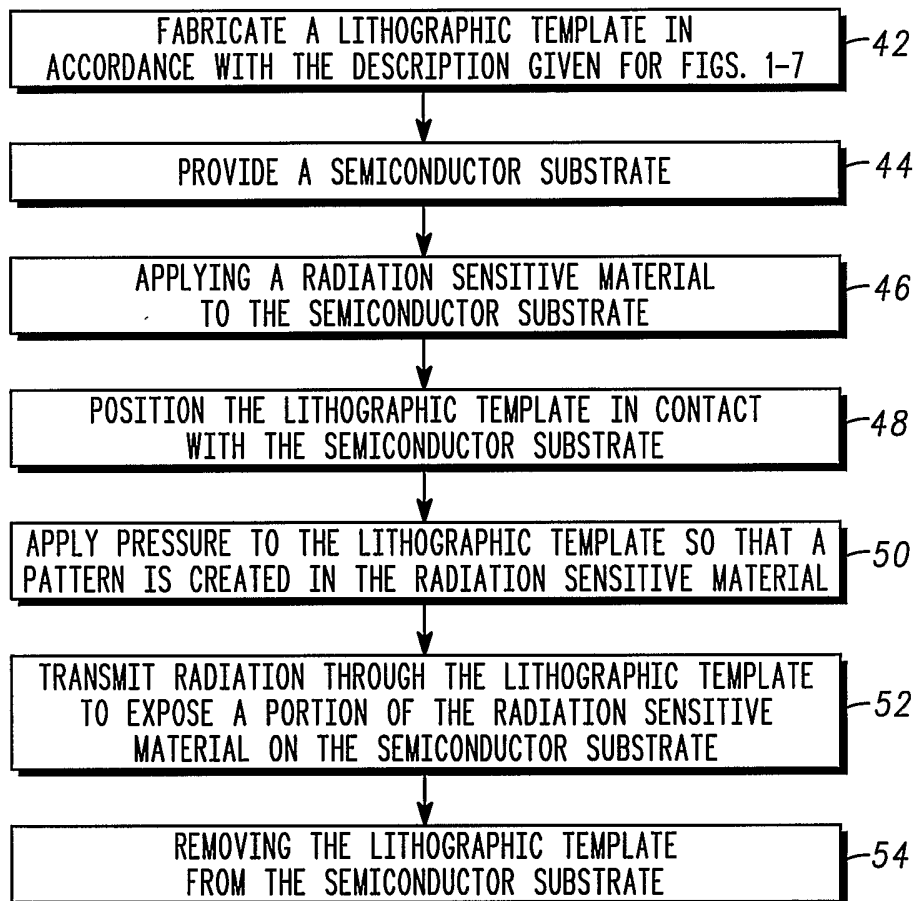 FABRICATE A LITHOGRAPHIC TEMPLATE IN
ACCORDANCE WITH THE DESCRIPTION GIVEN FOR FIGS. 1-7
42
PROVIDE A SEMICONDUCTOR SUBSTRATE
44
APPLYING A RADIATION SENSITIVE MATERIAL
TO THE SEMICONDUCTOR SUBSTRATE
46
POSITION THE LITHOGRAPHIC TEMPLATE IN CONTACT
WITH THE SEMICONDUCTOR SUBSTRATE
48
APPLY PRESSURE TO THE LITHOGRAPHIC TEMPLATE SO THAT A
PATTERN IS CREATED IN THE RADIATION SENSITIVE MATERIAL
50
TRANSMIT RADIATION THROUGH THE LITHOGRAPHIC TEMPLATE
TO EXPOSE A PORTION OF THE RADIATION SENSITIVE
MATERIAL ON THE SEMICONDUCTOR SUBSTRATE
52
REMOVING THE LITHOGRAPHIC TEMPLATE
FROM THE SEMICONDUCTOR SUBSTRATE
54